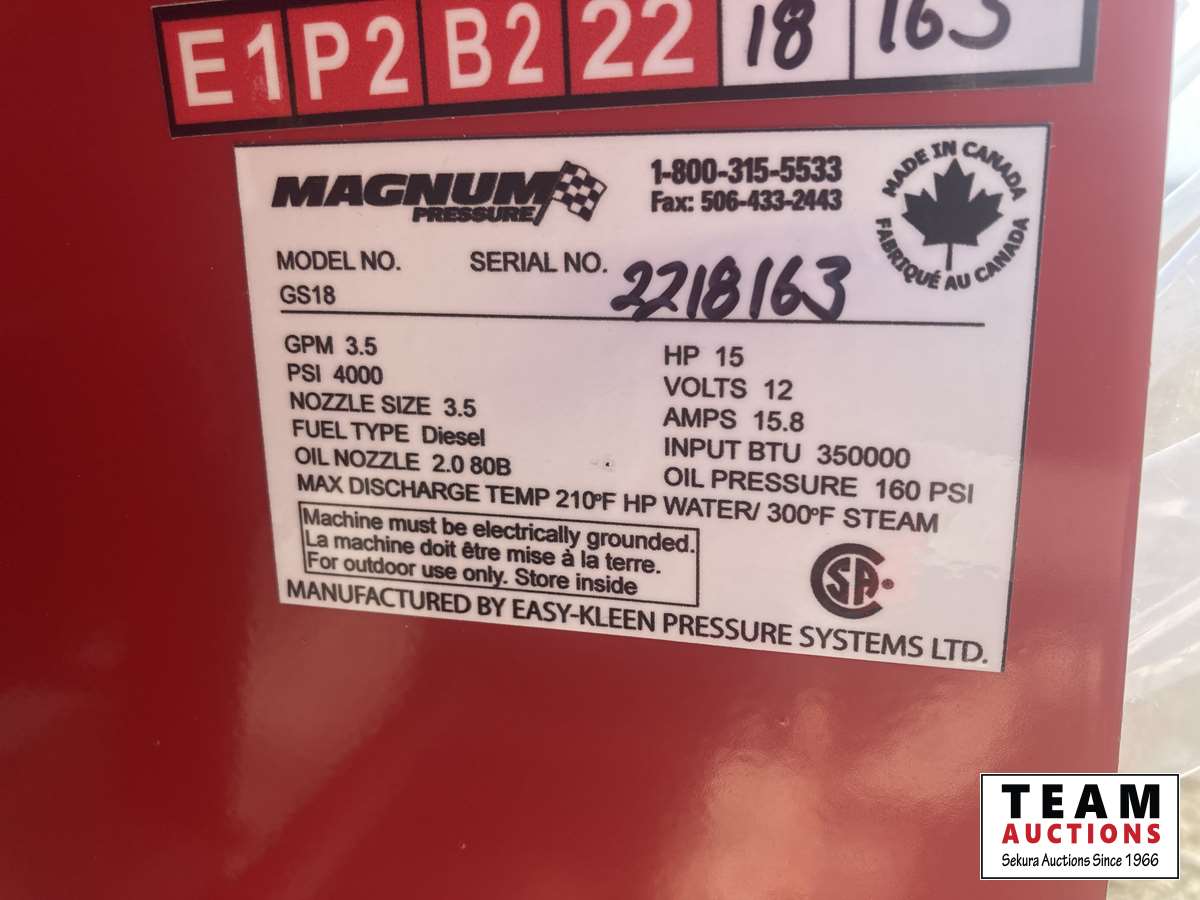 E1 P2 B2 22 18 163
MAGNUM
PRESSURE
1-800-315-5533
Fax: 506-433-2443
MADE IN CANADA
FABRIQUÉ AU CANADA
MODEL NO. SERIAL NO. 2218163
GS18
GPM 3.5
PSI 4000
NOZZLE SIZE 3.5
FUEL TYPE Diesel
OIL NOZZLE 2.0 80B
HP 15
VOLTS 12
AMPS 15.8
INPUT BTU 350000
OIL PRESSURE 160 PSI
MAX DISCHARGE TEMP 210°F HP WATER/ 300°F STEAM
Machine must be electrically grounded.
La machine doit être mise à la terre.
For outdoor use only. Store inside
CSA
MANUFACTURED BY EASY-KLEEN PRESSURE SYSTEMS LTD.
TEAM
AUCTIONS
Sekura Auctions Since 1966